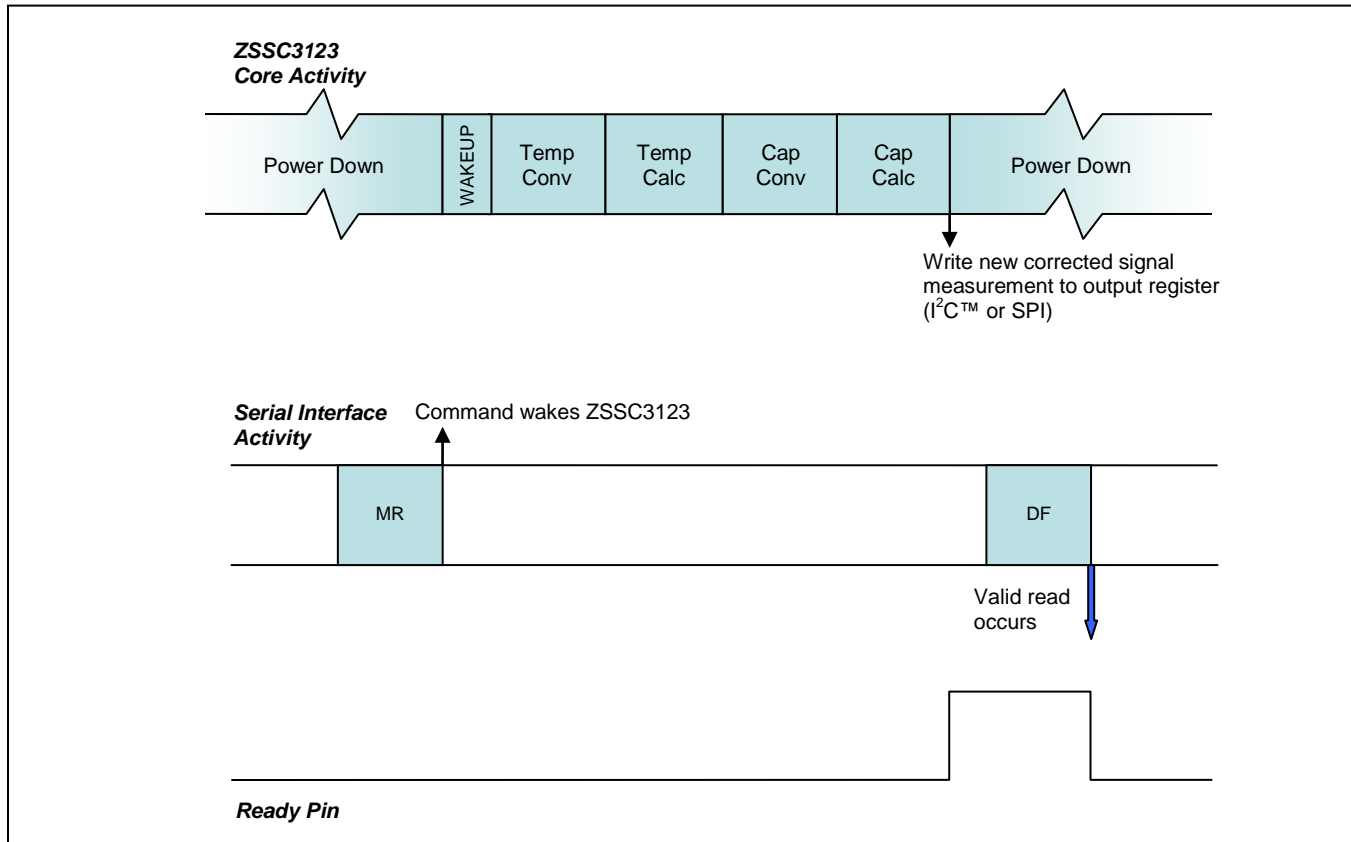 ZSSC3123
Core Activity
Power Down
WAKEUP
Temp
Conv
Temp
Calc
Cap
Conv
Cap
Calc
Power Down
Write new corrected signal
measurement to output register
(I²C™ or SPI)
Serial Interface
Activity
Command wakes ZSSC3123
MR
DF
Valid read
occurs
Ready Pin